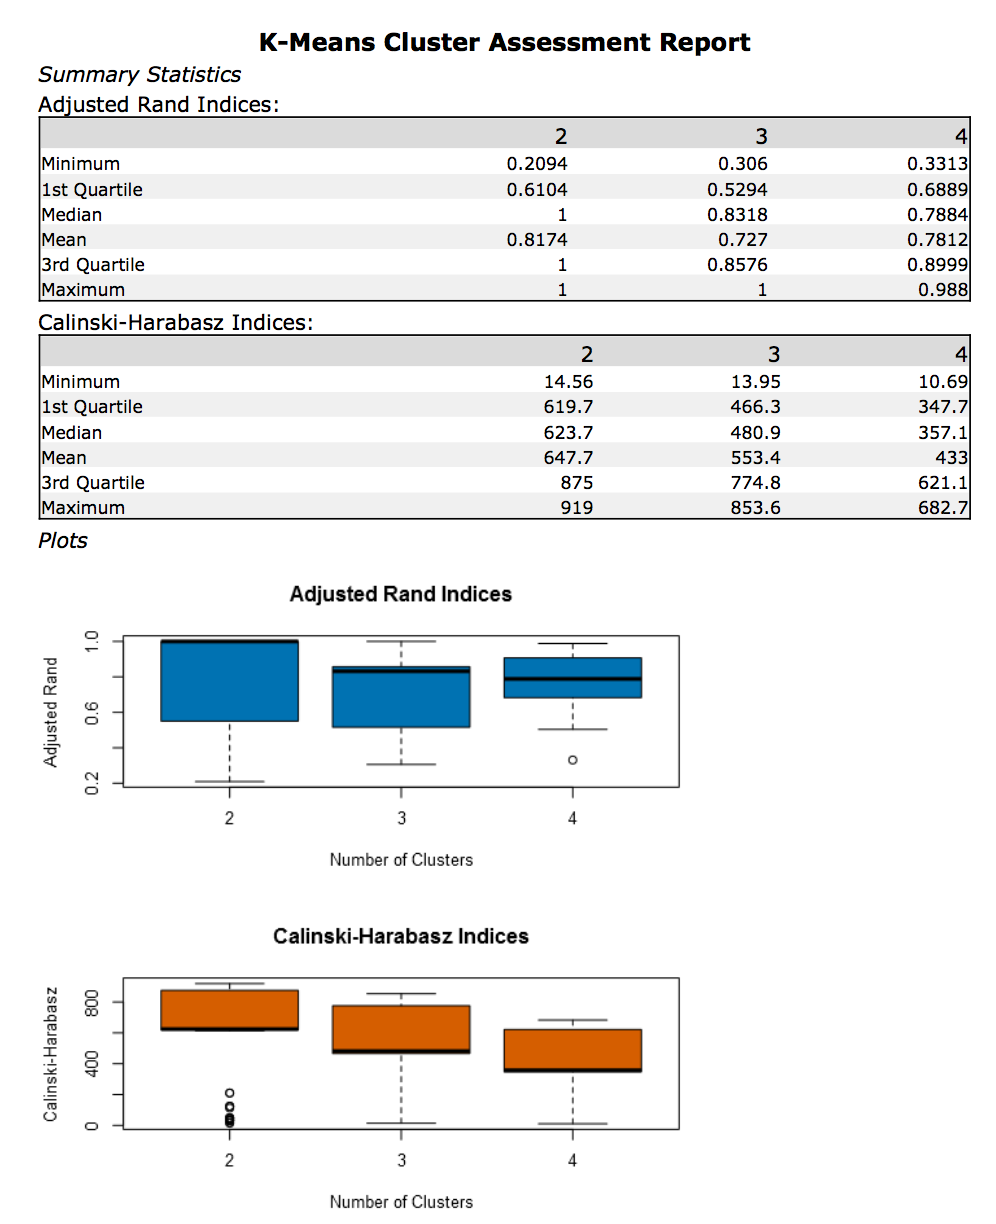 K-Means Cluster Assessment Report
Summary Statistics
Adjusted Rand Indices:
2 3 4
Minimum 0.2094 0.306 0.3313
1st Quartile 0.6104 0.5294 0.6889
Median 1 0.8318 0.7884
Mean 0.8174 0.727 0.7812
3rd Quartile 1 0.8576 0.8999
Maximum 1 1 0.988
Calinski-Harabasz Indices:
2 3 4
Minimum 14.56 13.95 10.69
1st Quartile 619.7 466.3 347.7
Median 623.7 480.9 357.1
Mean 647.7 553.4 433
3rd Quartile 875 774.8 621.1
Maximum 919 853.6 682.7
Plots
Adjusted Rand Indices
Adjusted Rand
1.0
0.6
0.2
2 3 4
Number of Clusters
Calinski-Harabasz Indices
Calinski-Harabasz
800
400
0
2 3 4
Number of Clusters